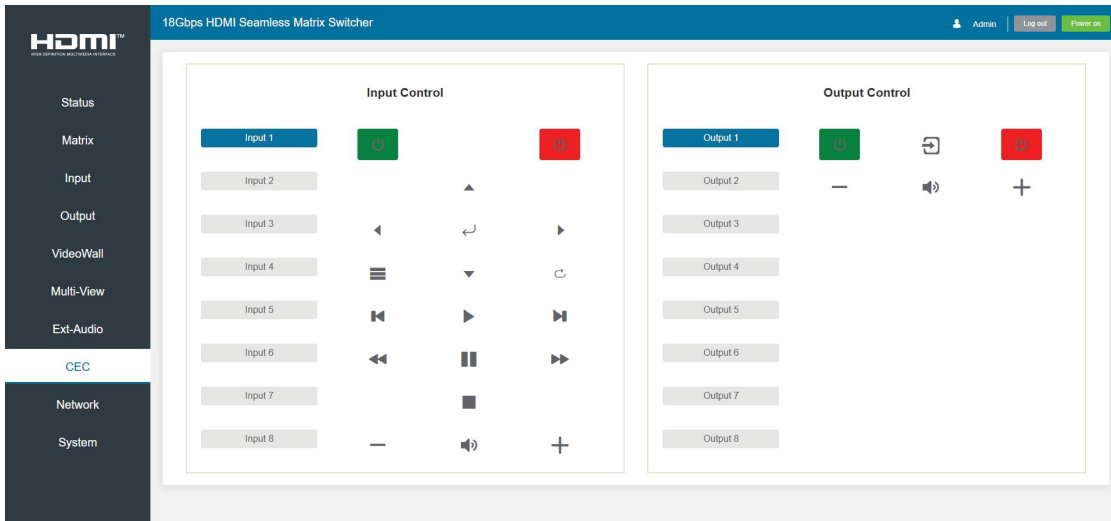 HDMI™
HIGH DEFINITION MULTIMEDIA INTERFACE
18Gbps HDMI Seamless Matrix Switcher
Admin
Log out
Power on
Status
Matrix
Input
Output
VideoWall
Multi-View
Ext-Audio
CEC
Network
System
Input Control
Input 1
Input 2
Input 3
Input 4
Input 5
Input 6
Input 7
Input 8
Output Control
Output 1
Output 2
Output 3
Output 4
Output 5
Output 6
Output 7
Output 8